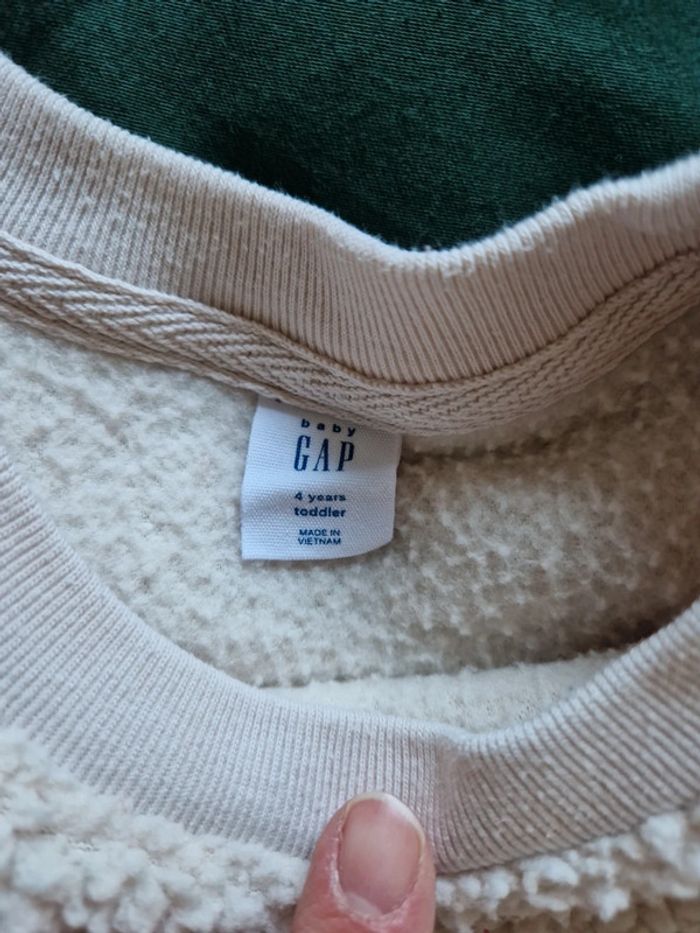 baby
GAP
4 years
toddler
MADE IN
VIETNAM